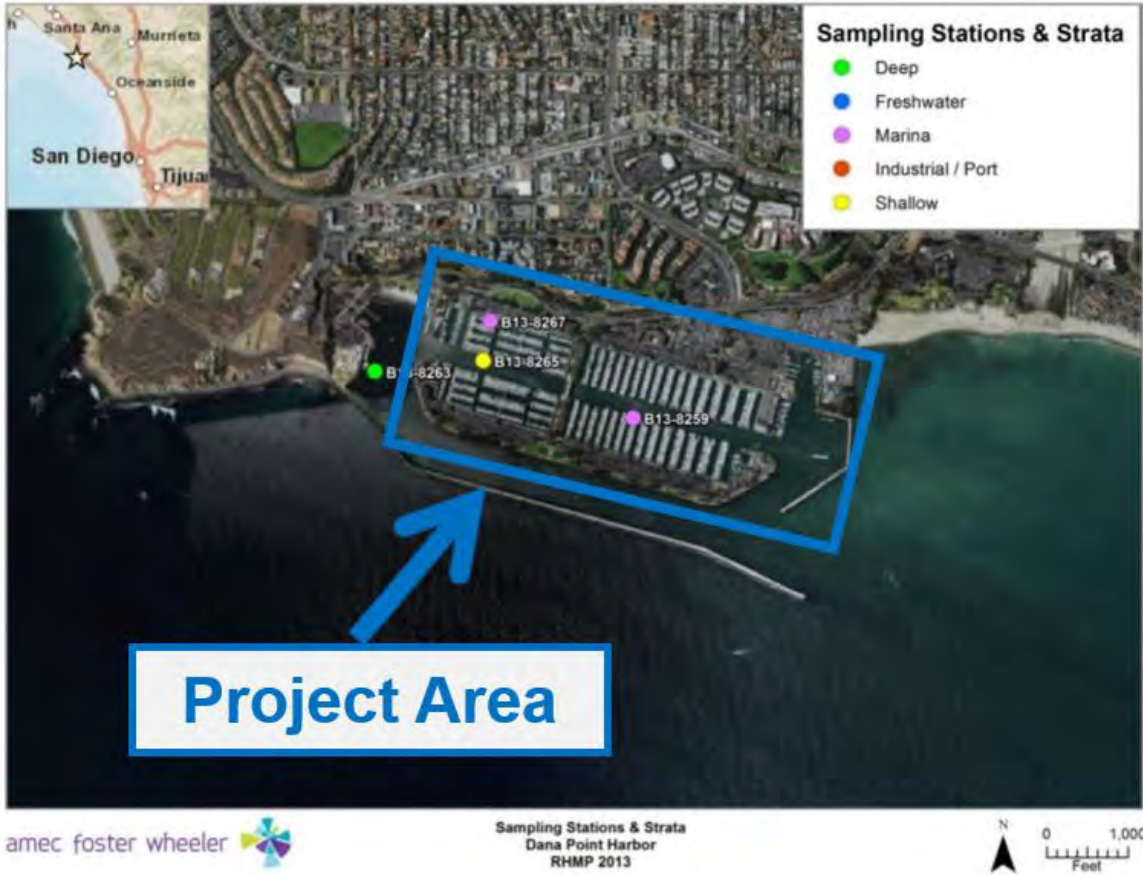 Santa Ana
Murrieta
Oceanside
San Diego
Sampling Stations & Strata
Deep
Freshwater
Marina
Industrial / Port
Shallow
B13-8267
B13-8265
B13-8263
B13-8259
Project Area
amec foster wheeler
Sampling Stations & Strata
Dana Point Harbor
RHMP 2013
N
0 1,000
Feet